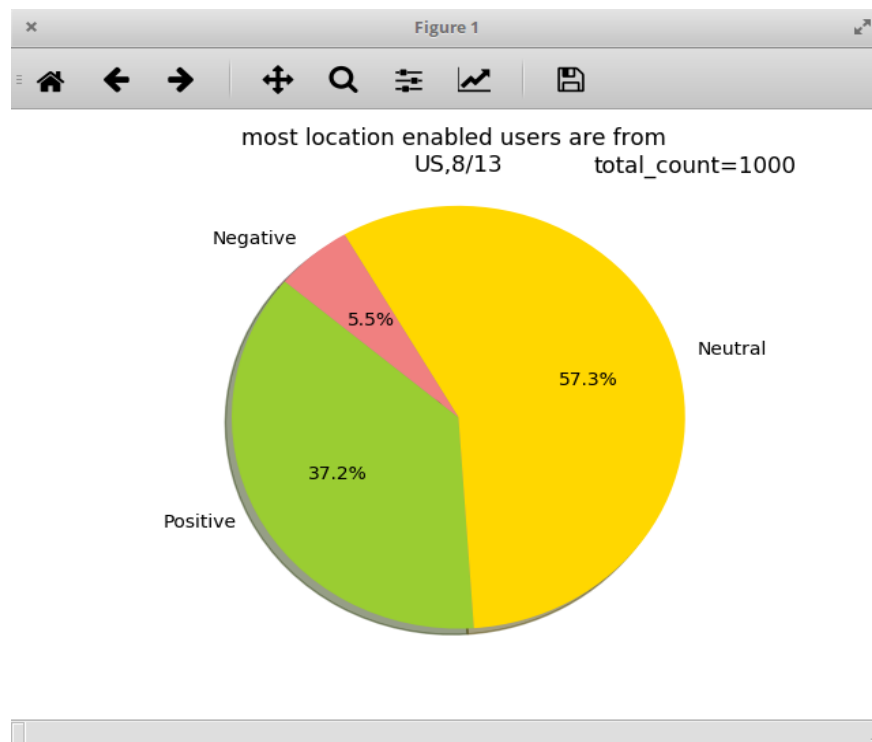 Figure 1
most location enabled users are from
US,8/13
total_count=1000
Negative
5.5%
Neutral
57.3%
37.2%
Positive